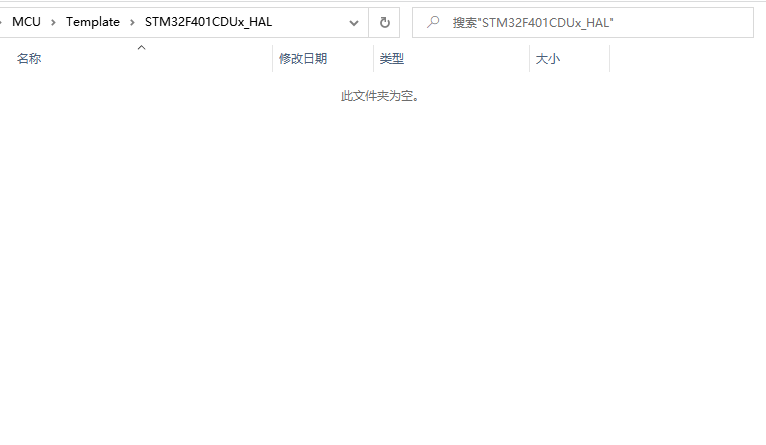 MCU > Template > STM32F401CDUx_HAL
搜索"STM32F401CDUx_HAL"
名称 修改日期 类型 大小
此文件夹为空。